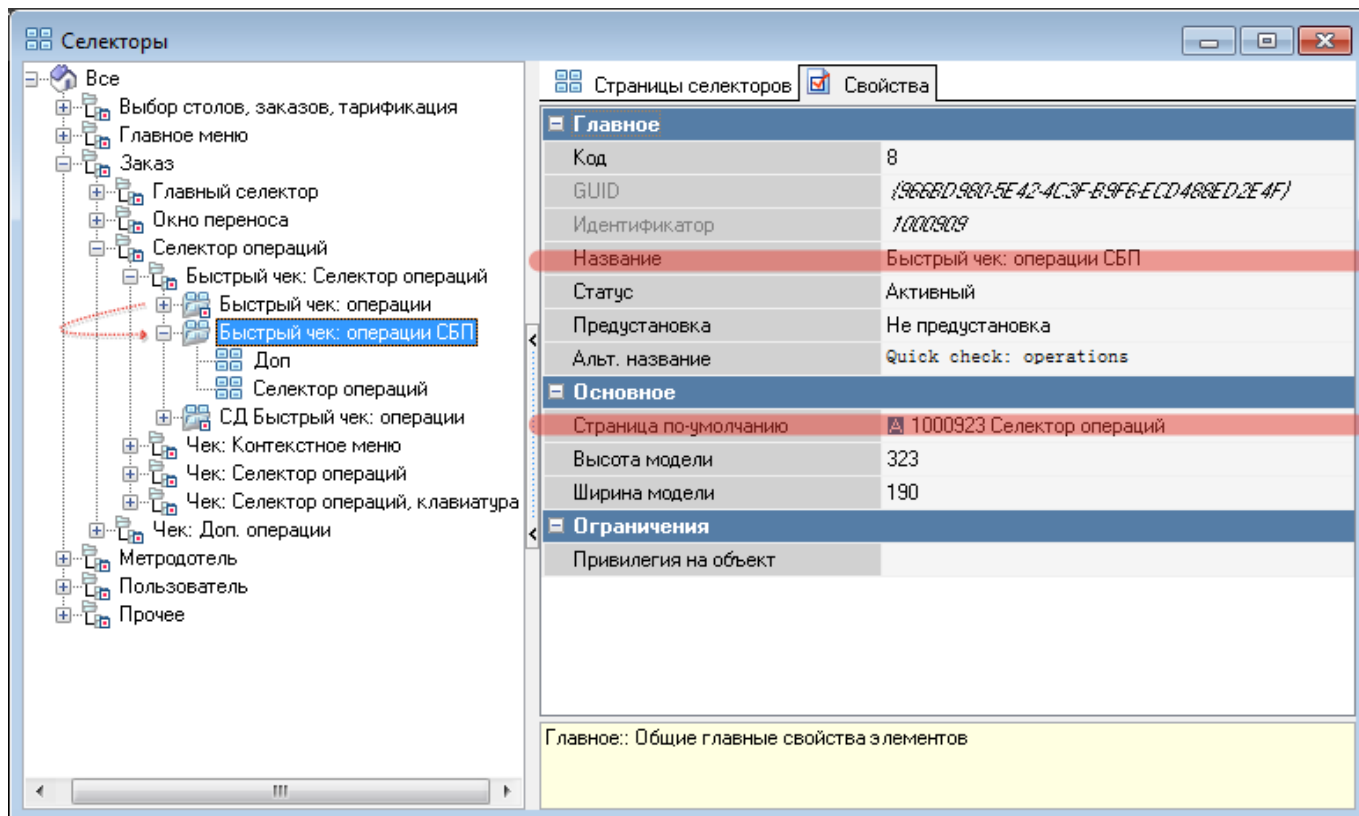 Селекторы
Все
Выбор столов, заказов, тарификация
Главное меню
Заказ
Главный селектор
Окно переноса
Селектор операций
Быстрый чек: Селектор операций
Быстрый чек: операции
Быстрый чек: операции СБП
Доп
Селектор операций
СД Быстрый чек: операции
Чек: Контекстное меню
Чек: Селектор операций
Чек: Селектор операций, клавиатура
Чек: Доп. операции
Метродотель
Пользователь
Прочее
Страницы селекторов Свойства
Главное
Код 8
GUID {966BD980-5E42-4C3F-B9F6-ECD488ED2E4F}
Идентификатор 1000909
Название Быстрый чек: операции СБП
Статус Активный
Предустановка Не предустановка
Альт. название Quick check: operations
Основное
Страница по-умолчанию A 1000923 Селектор операций
Высота модели 323
Ширина модели 190
Ограничения
Привилегия на объект
Главное:: Общие главные свойства элементов